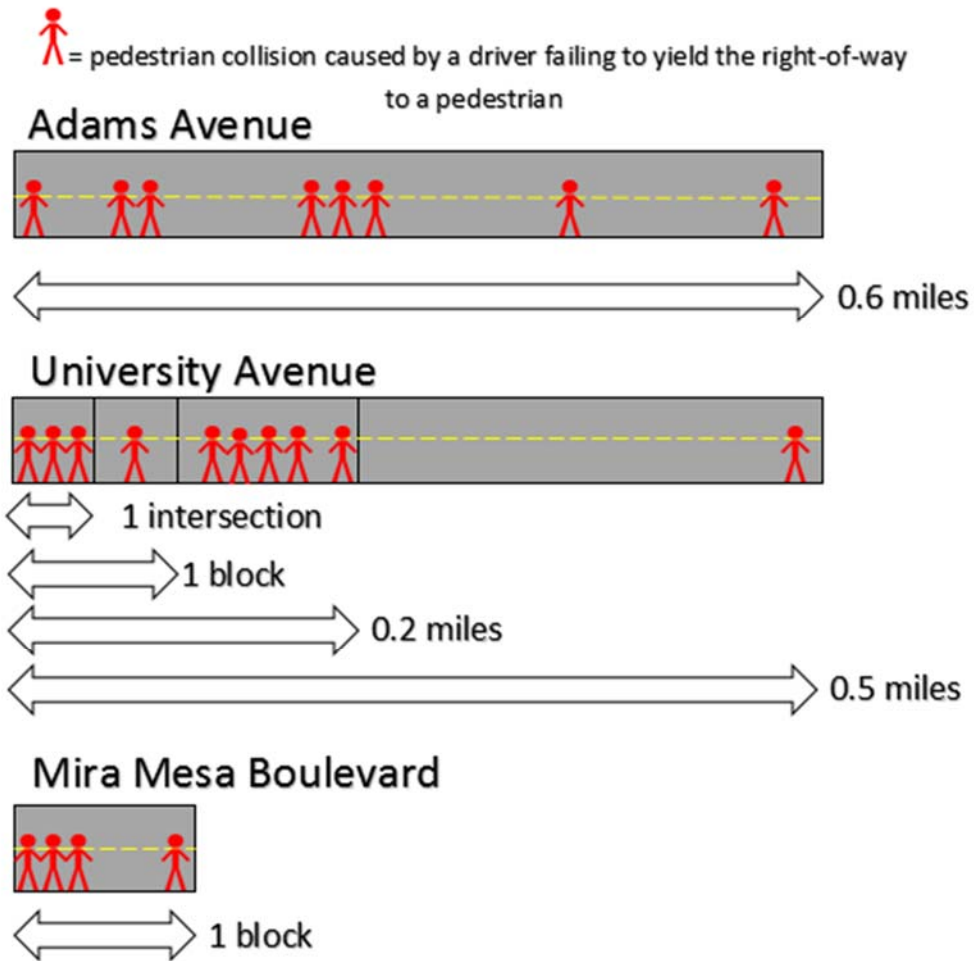 = pedestrian collision caused by a driver failing to yield the right-of-way
to a pedestrian
Adams Avenue
0.6 miles
University Avenue
1 intersection
1 block
0.2 miles
0.5 miles
Mira Mesa Boulevard
1 block